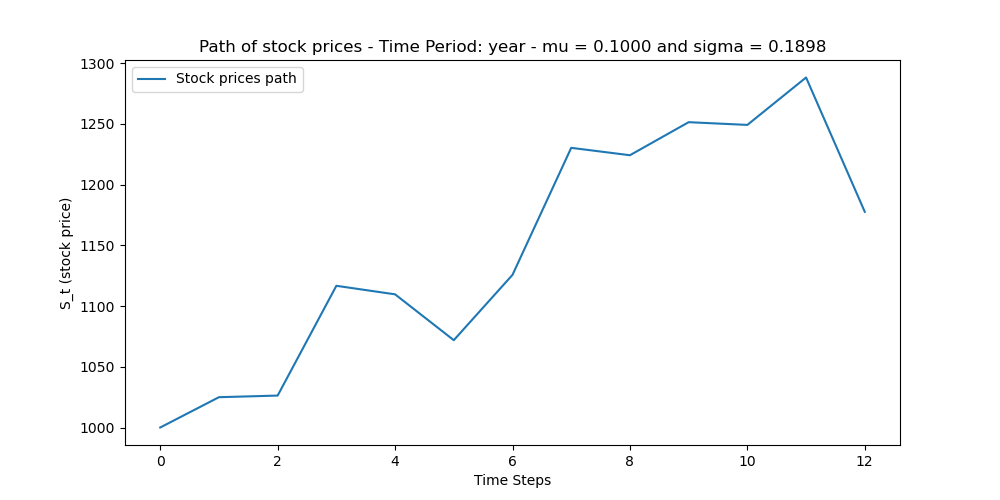 Path of stock prices - Time Period: year - mu = 0.1000 and sigma = 0.1898
Stock prices path
1300
1250
1200
1150
1100
1050
1000
S_t (stock price)
0 2 4 6 8 10 12
Time Steps